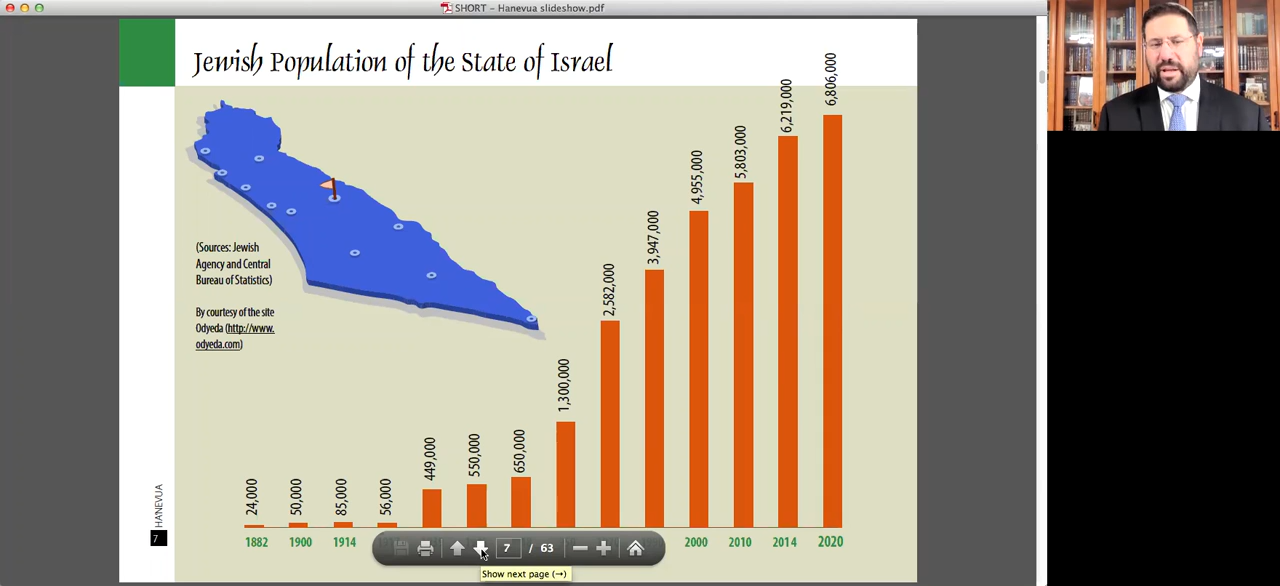 SHORT - Hanevua slideshow.pdf
Jewish Population of the State of Israel
(Sources: Jewish
Agency and Central
Bureau of Statistics)
By courtesy of the site
Odyeda (http://www.
odyeda.com)
24,000
50,000
85,000
56,000
449,000
550,000
650,000
1,300,000
2,582,000
3,947,000
4,955,000
5,803,000
6,219,000
6,806,000
1882
1900
1914
2000
2010
2014
2020
HANEVUA
7
7 / 63
Show next page (→)